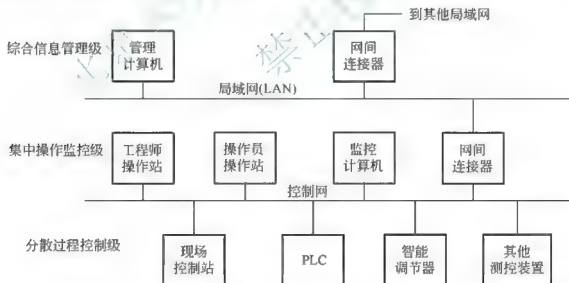 到其他局域网
综合信息管理级
管理
计算机
网间
连接器
局域网(LAN)
集中操作监控级
工程师
操作站
操作员
操作站
监控
计算机
网间
连接器
控制网
分散过程控制级
现场
控制站
PLC
智能
调节器
其他
测控装置